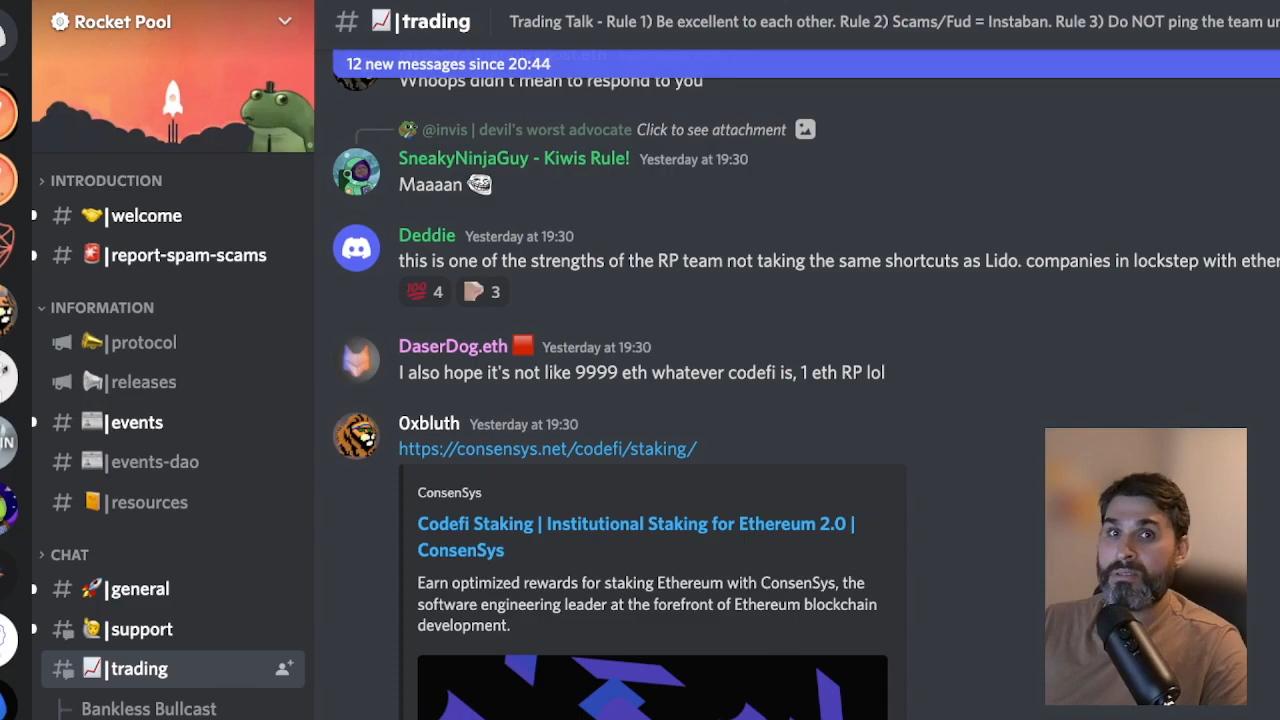 Rocket Pool
INTRODUCTION
|welcome
|report-spam-scams
INFORMATION
|protocol
|releases
|events
|events-dao
|resources
CHAT
|general
|support
|trading
Bankless Bullcast
# |trading
Trading Talk - Rule 1) Be excellent to each other. Rule 2) Scams/Fud = Instaban. Rule 3) Do NOT ping the team
12 new messages since 20:44
Whoops didn't mean to respond to you
@invis | devil's worst advocate Click to see attachment
SneakyNinjaGuy - Kiwis Rule! Yesterday at 19:30
Maaaan
Deddie Yesterday at 19:30
this is one of the strengths of the RP team not taking the same shortcuts as Lido. companies in lockstep with
💯 4 3
DaserDog.eth Yesterday at 19:30
I also hope it's not like 9999 eth whatever codefi is, 1 eth RP lol
0xbluth Yesterday at 19:30
https://consensys.net/codefi/staking/
ConsenSys
Codefi Staking | Institutional Staking for Ethereum 2.0 |
ConsenSys
Earn optimized rewards for staking Ethereum with ConsenSys, the
software engineering leader at the forefront of Ethereum blockchain
development.